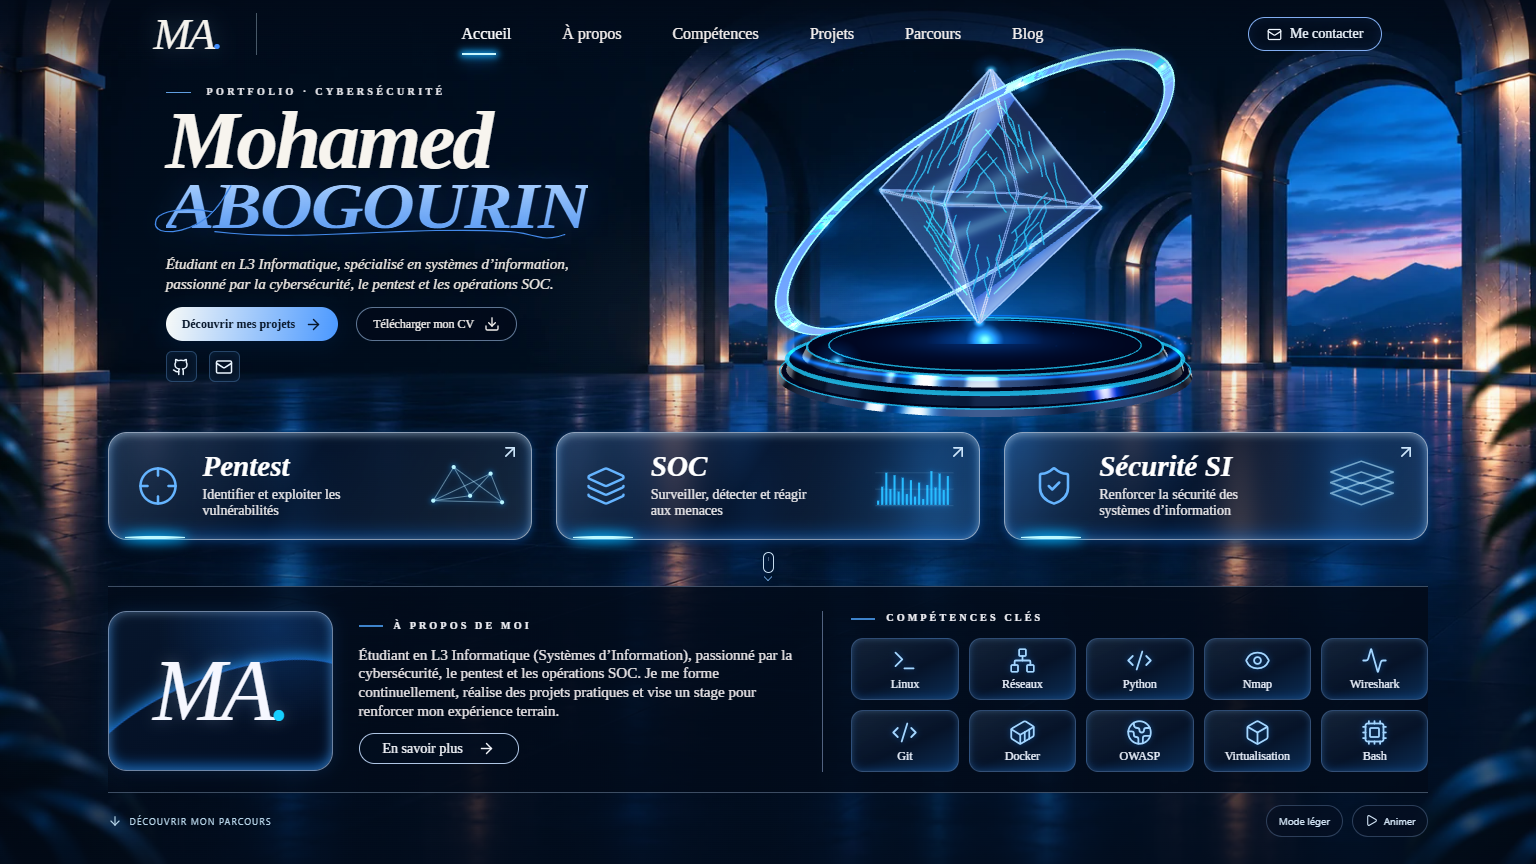 MA.
Accueil
À propos
Compétences
Projets
Parcours
Blog
Me contacter
PORTFOLIO · CYBERSÉCURITÉ
Mohamed
ABOGOURIN
Étudiant en L3 Informatique, spécialisé en systèmes d’information,
passionné par la cybersécurité, le pentest et les opérations SOC.
Découvrir mes projets
Télécharger mon CV
Pentest
Identifier et exploiter les
vulnérabilités
SOC
Surveiller, détecter et réagir
aux menaces
Sécurité SI
Renforcer la sécurité des
systèmes d’information
MA.
À PROPOS DE MOI
Étudiant en L3 Informatique (Systèmes d’Information), passionné par la
cybersécurité, le pentest et les opérations SOC. Je me forme
continuellement, réalise des projets pratiques et vise un stage pour
renforcer mon expérience terrain.
En savoir plus
COMPÉTENCES CLÉS
Linux
Réseaux
Python
Nmap
Wireshark
Git
Docker
OWASP
Virtualisation
Bash
DÉCOUVRIR MON PARCOURS
Mode léger
Animer